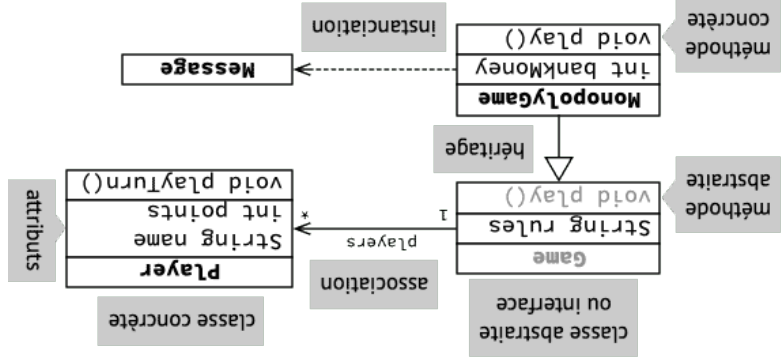 classe abstraite
ou interface
classe concrète
Game
String rules
void play()
méthode
abstraite
association
players
1
*
Player
String name
int points
void playTurn()
attributs
héritage
MonopolyGame
int bankMoney
void play()
méthode
concrète
instanciation
Message